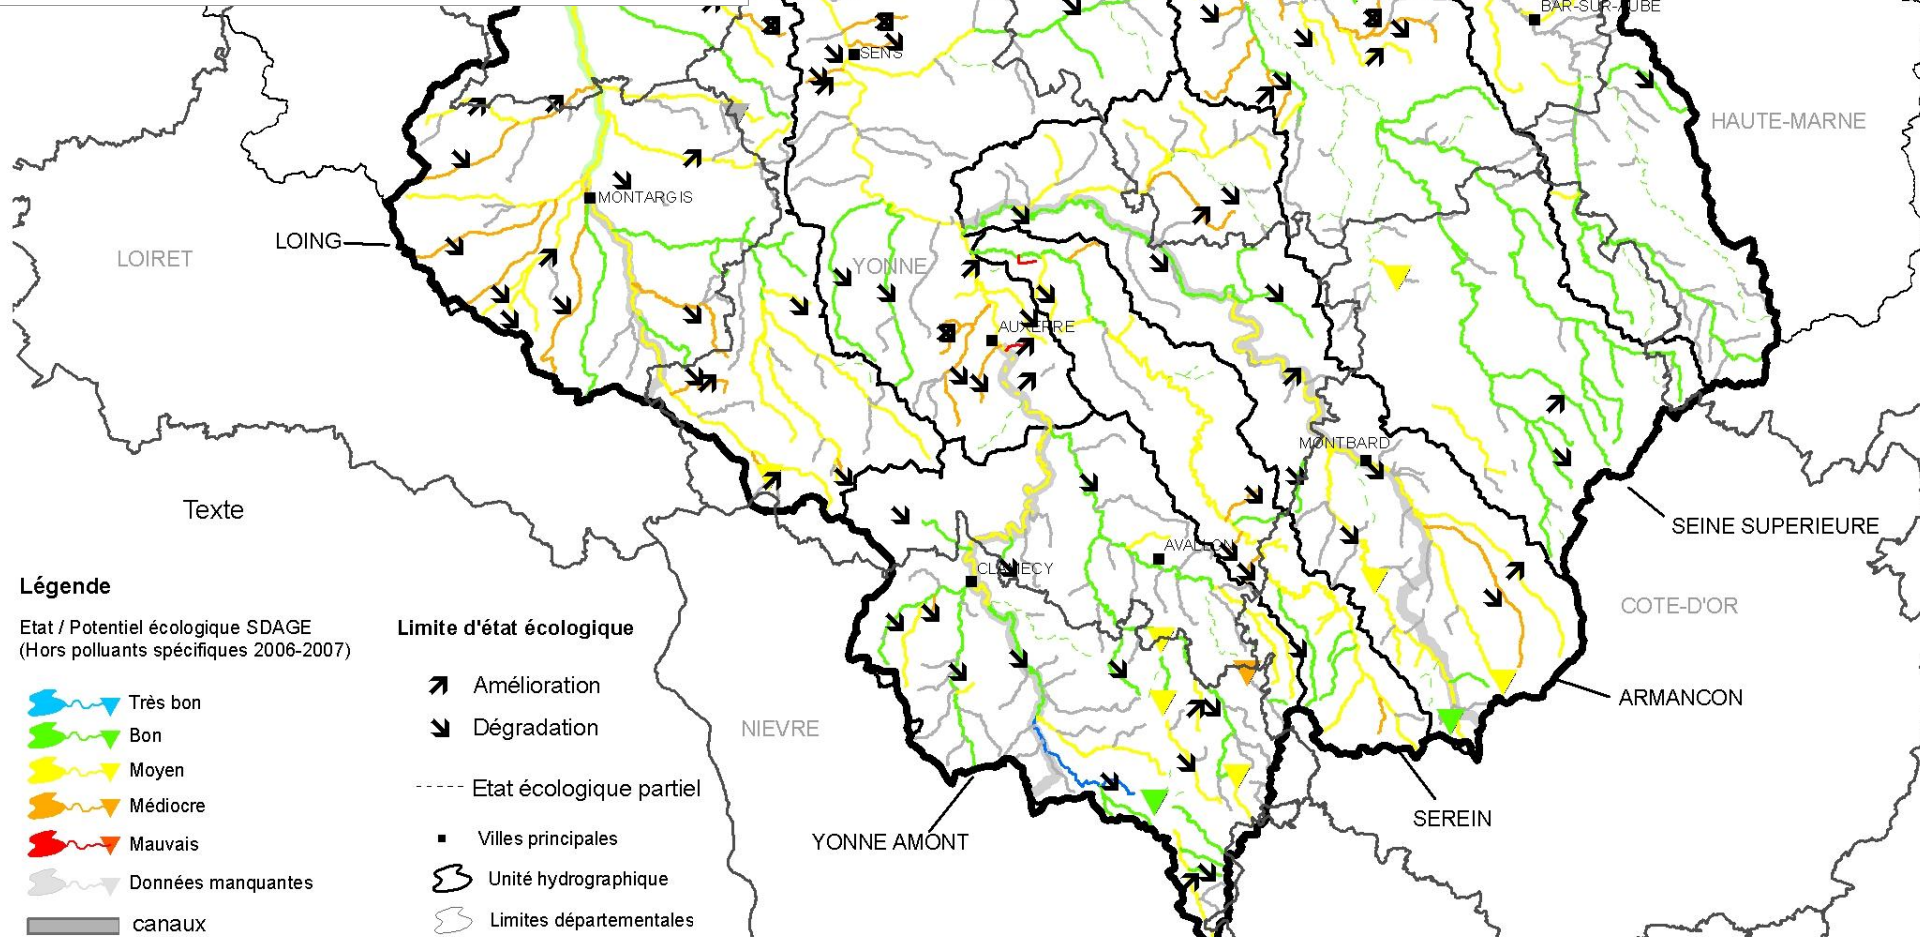 BAR-SUR-AUBE
SENS
HAUTE-MARNE
MONTARGIS
LOING
LOIRET
YONNE
AUXERRE
MONTBARD
Texte
SEINE SUPERIEURE
AVALLON
CLAMECY
COTE-D'OR
ARMANCON
NIEVRE
SEREIN
YONNE AMONT
Légende
Etat / Potentiel écologique SDAGE
(Hors polluants spécifiques 2006-2007)
Très bon
Bon
Moyen
Médiocre
Mauvais
Données manquantes
canaux
Limite d'état écologique
Amélioration
Dégradation
Etat écologique partiel
Villes principales
Unité hydrographique
Limites départementales